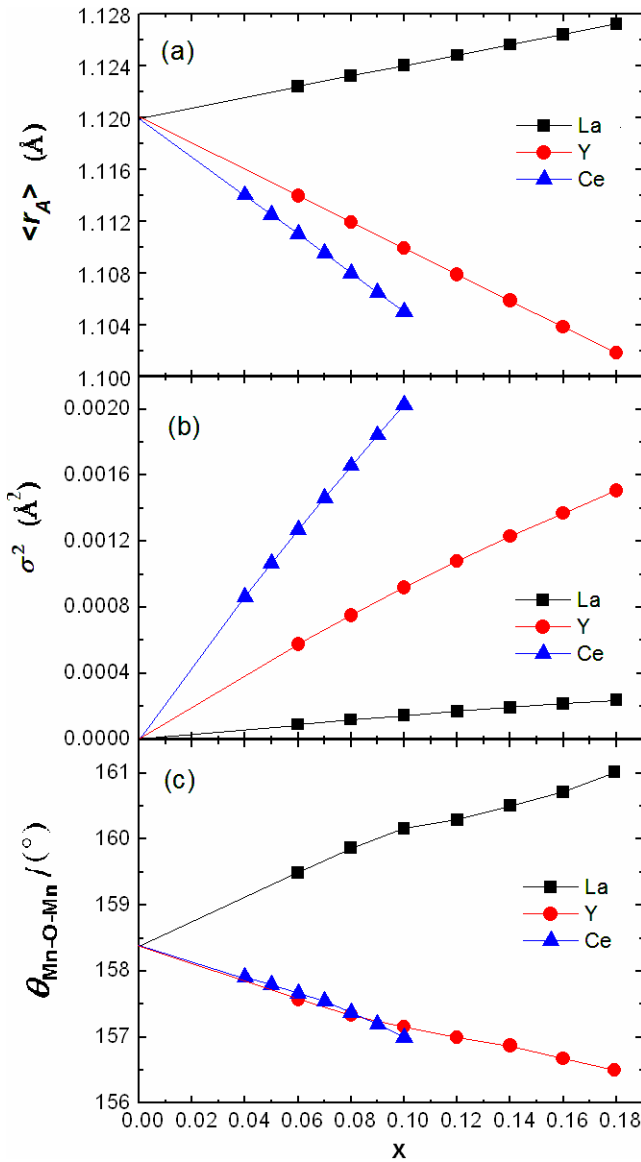 1.128
(a)
1.124
1.120
1.116
1.112
1.108
1.104
1.100
<r_A> (Å)
La
Y
Ce
0.0020
(b)
0.0016
0.0012
0.0008
0.0004
0.0000
σ² (Å²)
La
Y
Ce
161
(c)
160
159
158
157
156
θ_Mn-O-Mn /(°)
La
Y
Ce
0.00 0.02 0.04 0.06 0.08 0.10 0.12 0.14 0.16 0.18
x